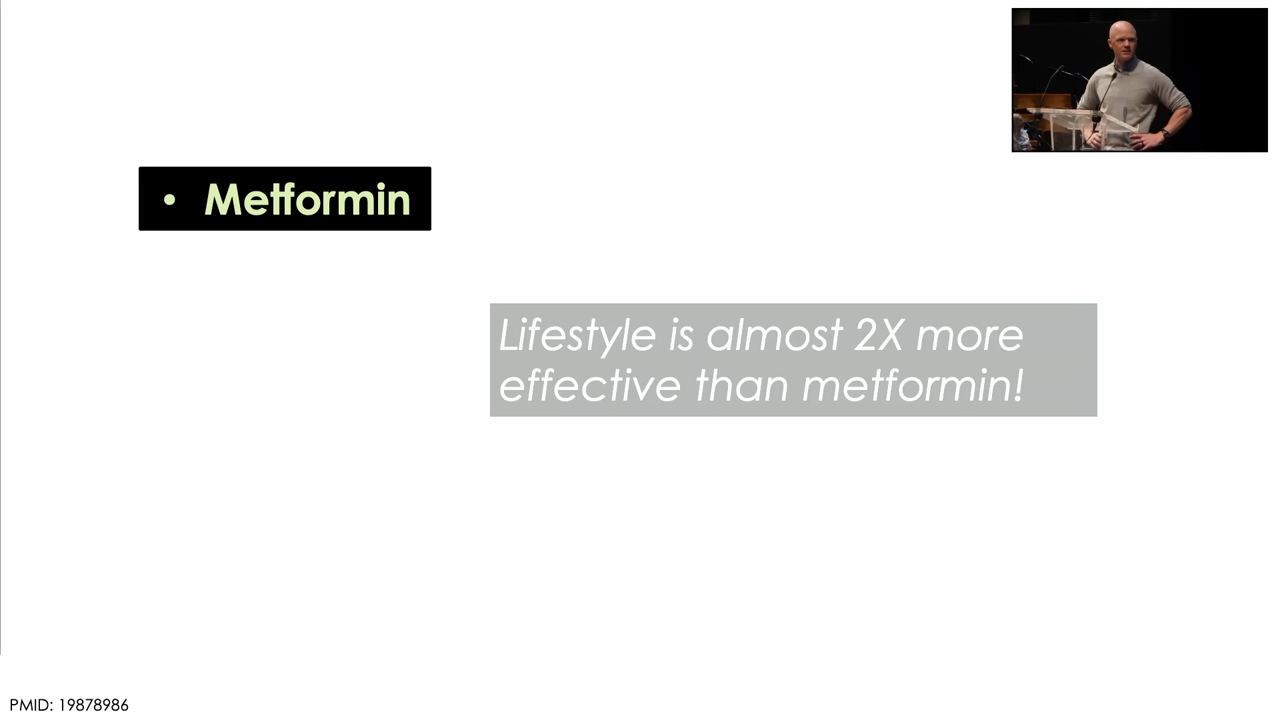 • Metformin
Lifestyle is almost 2X more
effective than metformin!
PMID: 19878986